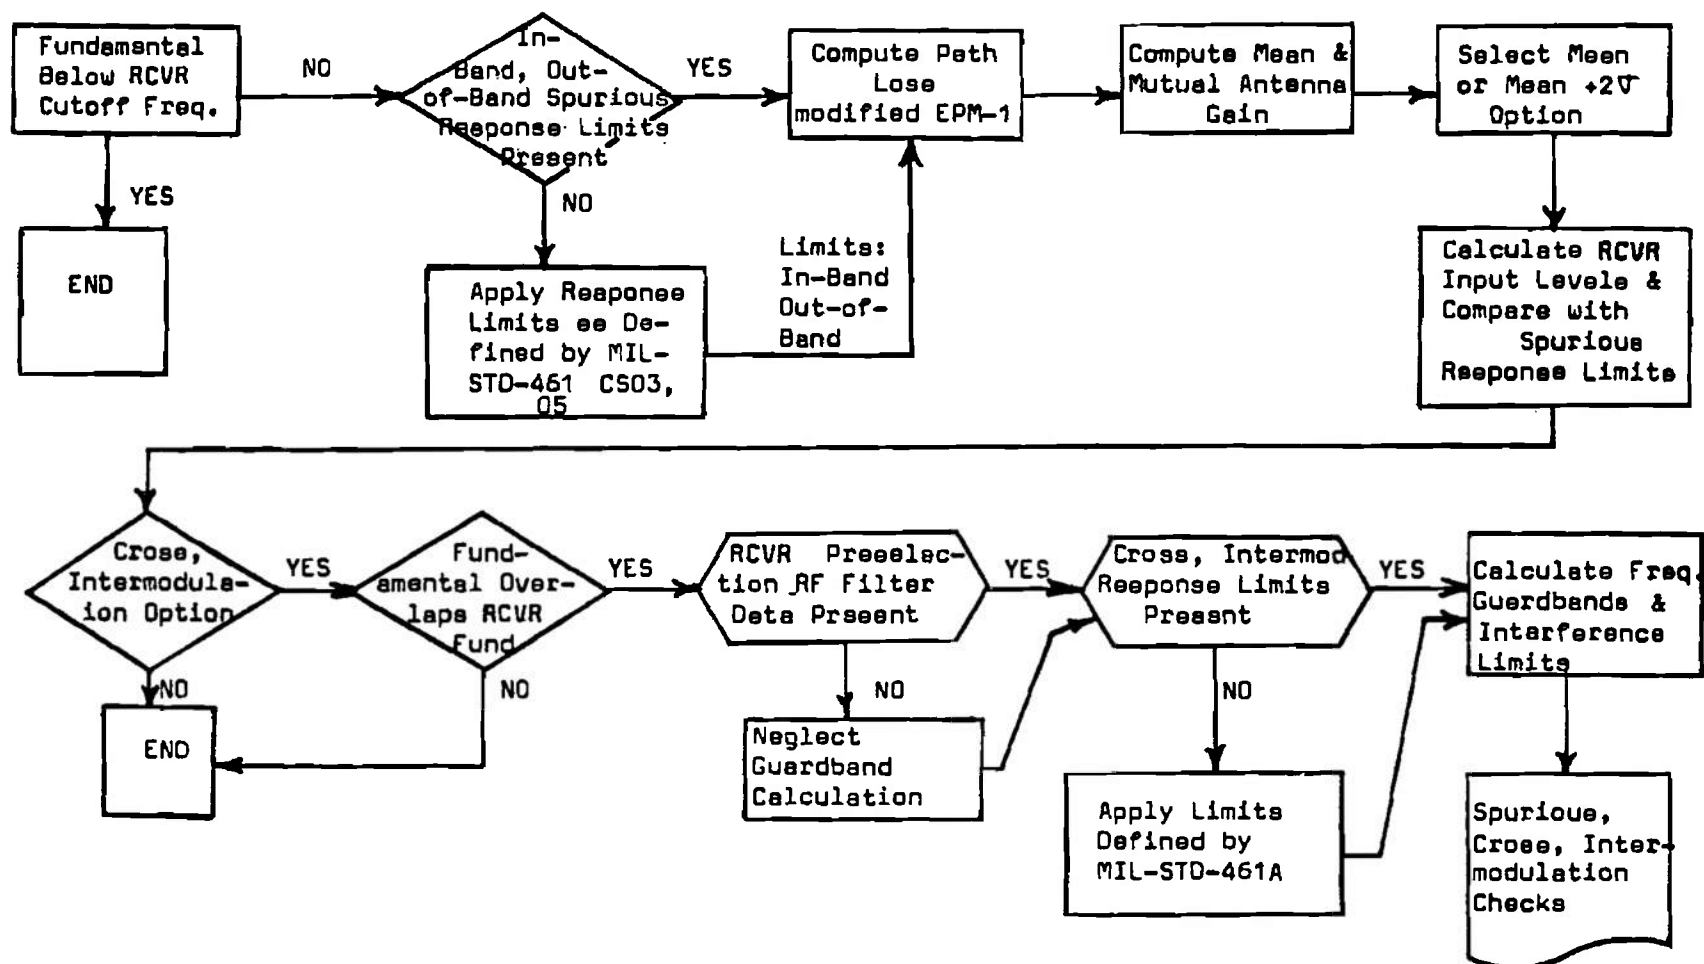 Fundamental
Below RCVR
Cutoff Freq.
NO
YES
END
In-
Band, Out-
of-Band Spurious
Response Limits
Present
YES
NO
Apply Response
Limits as De-
fined by MIL-
STD-461 CS03,
05
Limits:
In-Band
Out-of-
Band
Compute Path
Lose
modified EPM-1
Compute Mean &
Mutual Antenna
Gain
Select Mean
or Mean +2σ
Option
Calculate RCVR
Input Levels &
Compare with
Spurious
Response Limits
Cross,
Intermodula-
ion Option
YES
NO
END
Fund-
amental Over-
laps RCVR
Fund.
YES
NO
RCVR Preselec-
tion RF Filter
Data Present
YES
NO
Neglect
Guardband
Calculation
Cross, Intermod
Response Limits
Present
YES
NO
Apply Limits
Defined by
MIL-STD-461A
Calculate Freq.
Guardbands &
Interference
Limits
Spurious,
Cross, Inter-
modulation
Checks